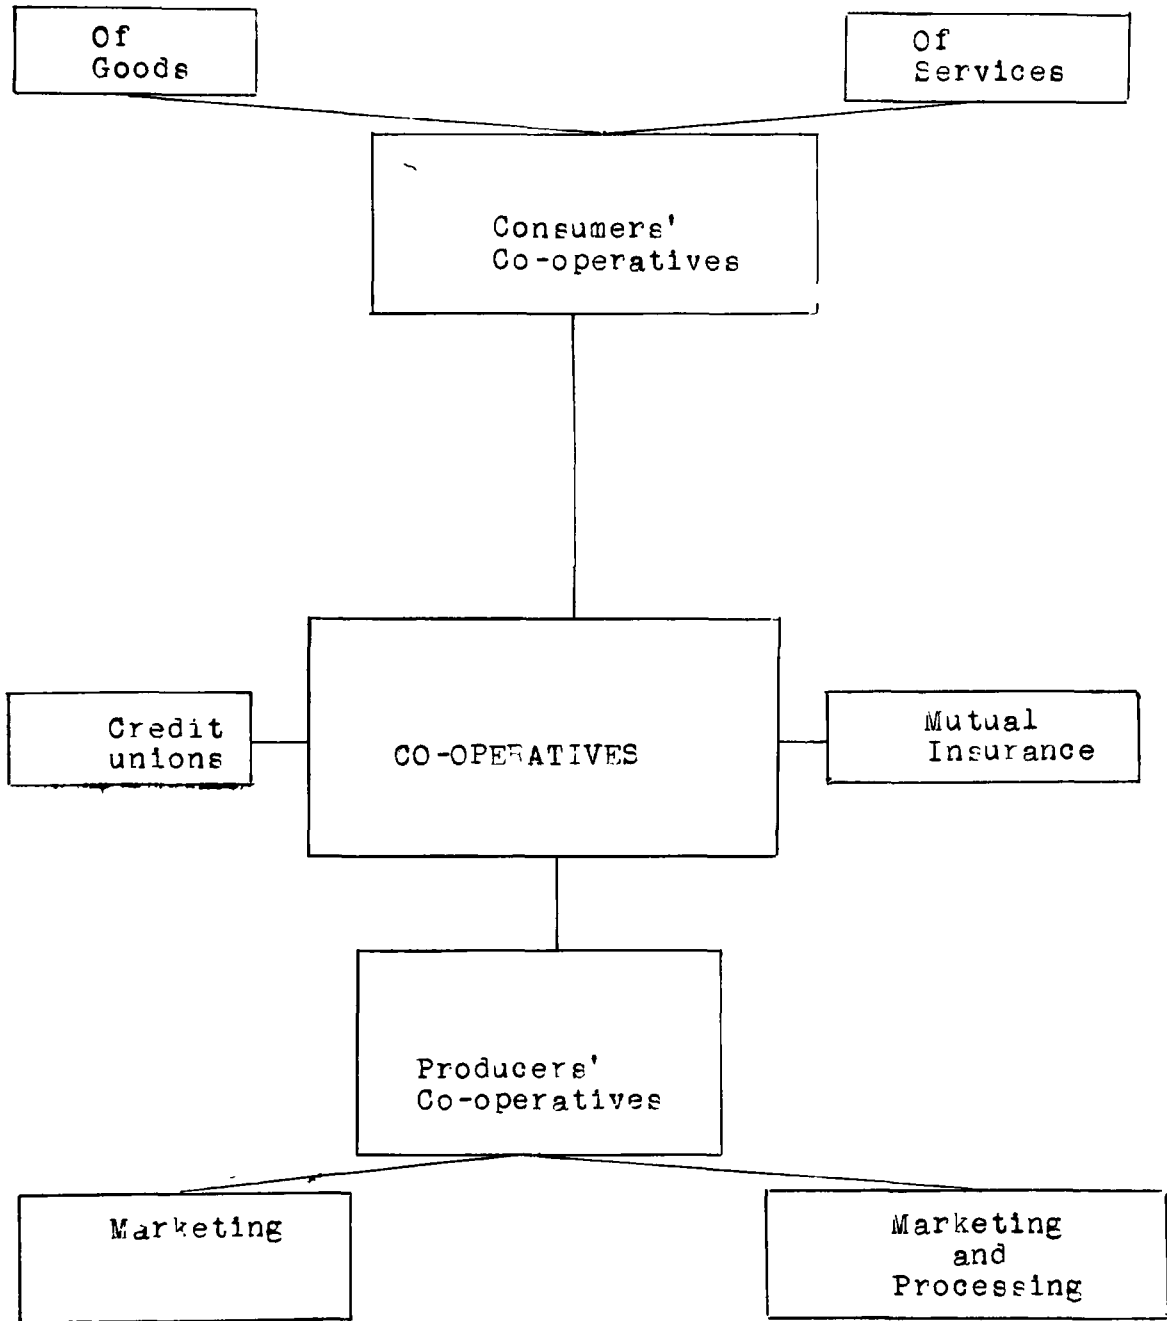 Of
Goods
Of
Services
Consumers'
Co-operatives
Credit
unions
CO-OPERATIVES
Mutual
Insurance
Producers'
Co-operatives
Marketing
Marketing
and
Processing